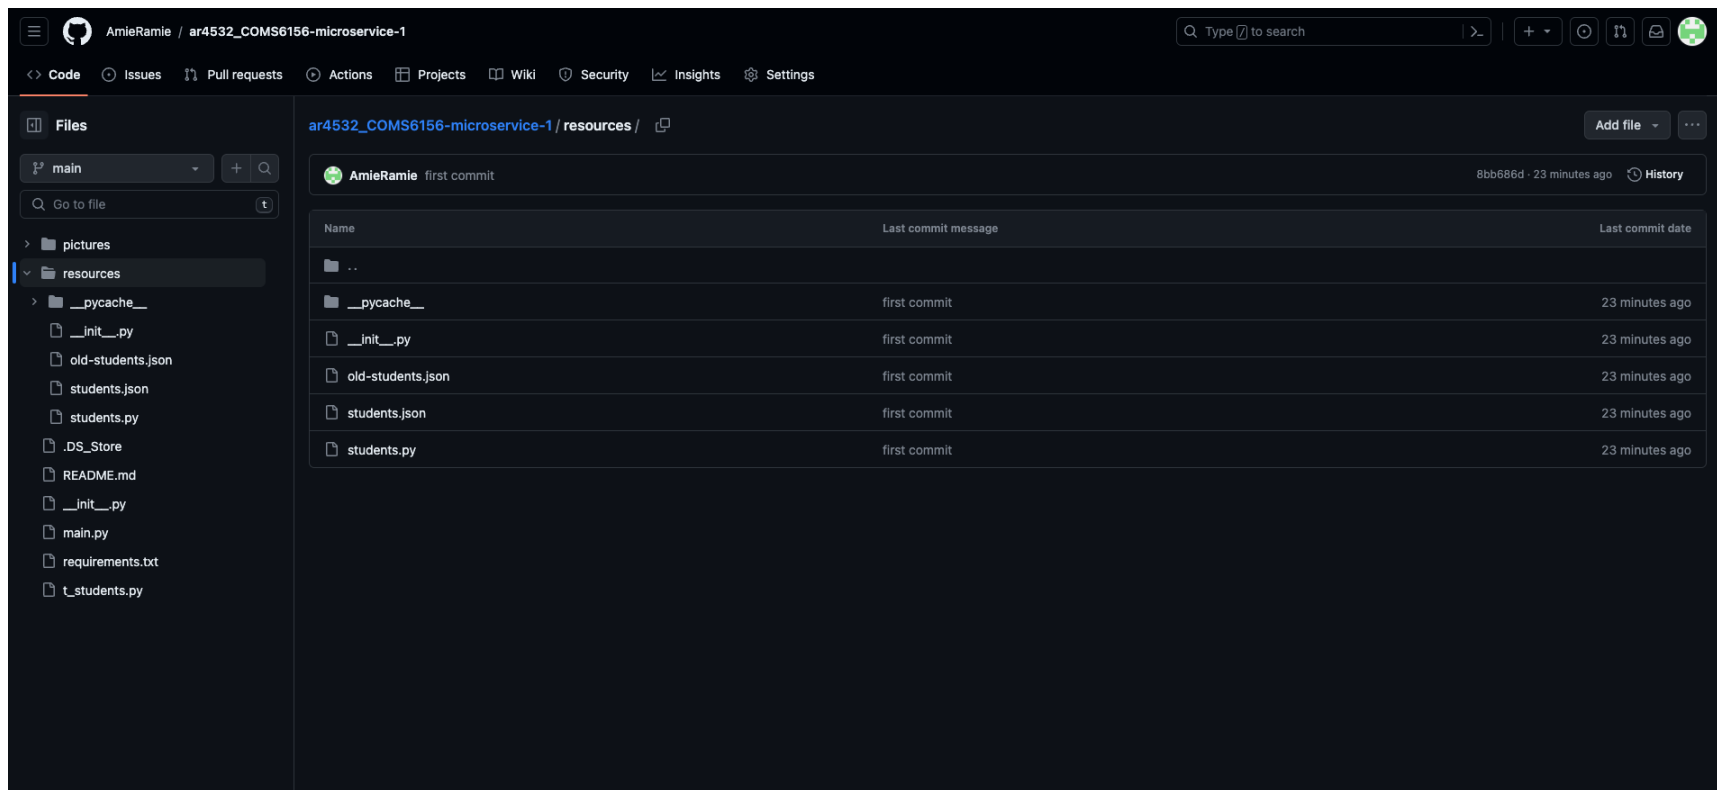 AmieRamie / ar4532_COMS6156-microservice-1
Type / to search
Code Issues Pull requests Actions Projects Wiki Security Insights Settings
Files
main
Go to file t
pictures
resources
__pycache__
__init__.py
old-students.json
students.json
students.py
.DS_Store
README.md
__init__.py
main.py
requirements.txt
t_students.py
ar4532_COMS6156-microservice-1 / resources /
Add file
AmieRamie first commit
8bb686d · 23 minutes ago History
Name Last commit message Last commit date
..
__pycache__ first commit 23 minutes ago
__init__.py first commit 23 minutes ago
old-students.json first commit 23 minutes ago
students.json first commit 23 minutes ago
students.py first commit 23 minutes ago